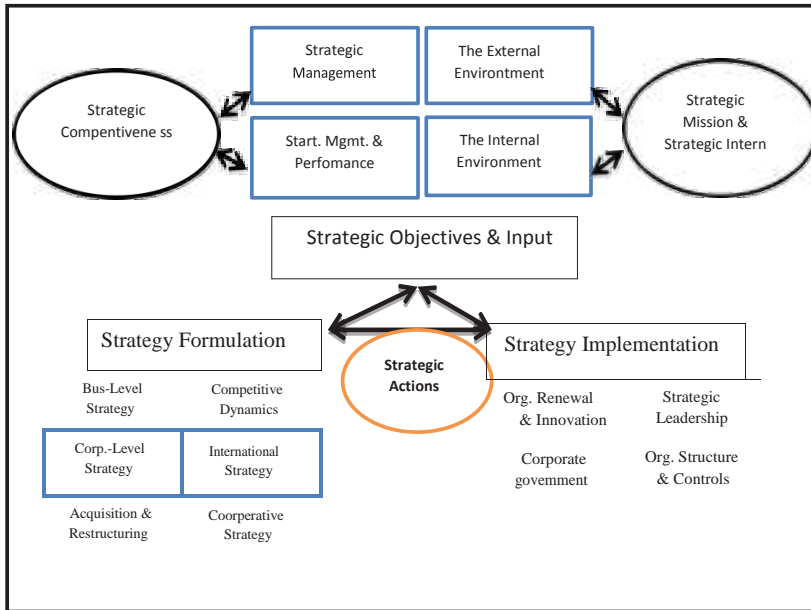 Strategic
Management
The External
Environtment
Strategic
Compentivene ss
Start. Mgmt. &
Perfomance
The Internal
Environment
Strategic
Mission &
Strategic Intern
Strategic Objectives & Input
Strategy Formulation
Strategic
Actions
Strategy Implementation
Bus-Level
Strategy
Competitive
Dynamics
Corp.-Level
Strategy
International
Strategy
Acquisition &
Restructuring
Coorperative
Strategy
Org. Renewal
& Innovation
Strategic
Leadership
Corporate
govemment
Org. Structure
& Controls